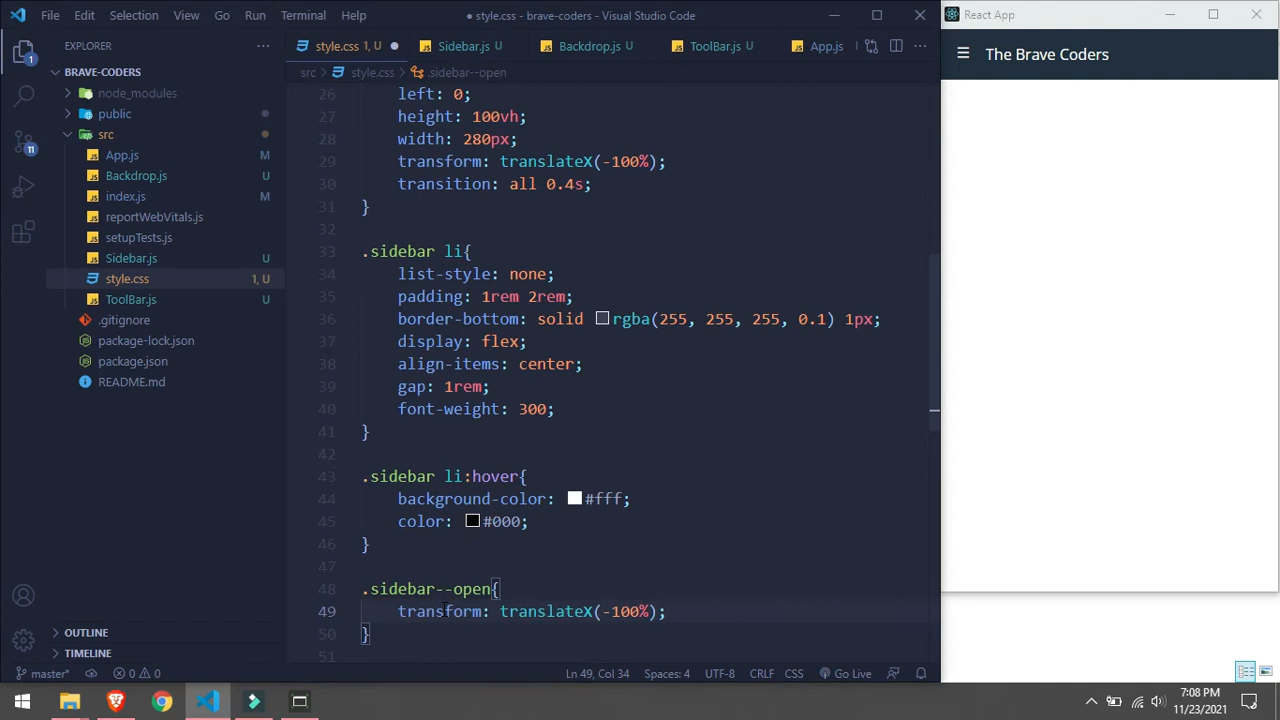 File Edit Selection View Go Run Terminal Help
style.css - brave-coders - Visual Studio Code
React App
EXPLORER
style.css 1, U
Sidebar.js U
Backdrop.js U
ToolBar.js U
App.js
The Brave Coders
BRAVE-CODERS
src > style.css > .sidebar--open
node_modules
public
src
App.js M
Backdrop.js U
index.js M
reportWebVitals.js
setupTests.js
Sidebar.js U
style.css 1, U
ToolBar.js U
.gitignore
package-lock.json
package.json
README.md
OUTLINE
TIMELINE
26 left: 0;
27 height: 100vh;
28 width: 280px;
29 transform: translateX(-100%);
30 transition: all 0.4s;
31 }
32
33 .sidebar li{
34 list-style: none;
35 padding: 1rem 2rem;
36 border-bottom: solid rgba(255, 255, 255, 0.1) 1px;
37 display: flex;
38 align-items: center;
39 gap: 1rem;
40 font-weight: 300;
41 }
42
43 .sidebar li:hover{
44 background-color: #fff;
45 color: #000;
46 }
47
48 .sidebar--open{
49 transform: translateX(-100%);
50 }
51
1
11
master* 0 0
Ln 49, Col 34 Spaces: 4 UTF-8 CRLF CSS Go Live
7:08 PM
11/23/2021